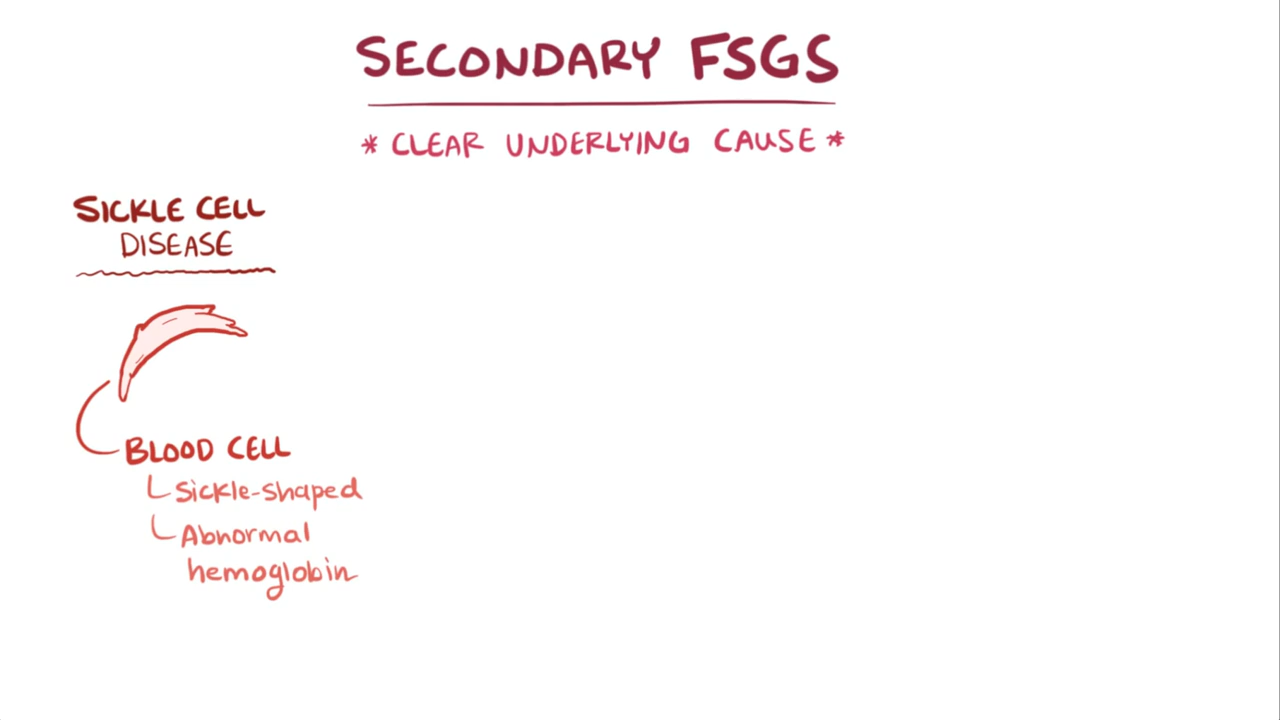 SECONDARY FSGS
* CLEAR UNDERLYING CAUSE *
SICKLE CELL
DISEASE
BLOOD CELL
Sickle-shaped
Abnormal
hemoglobin